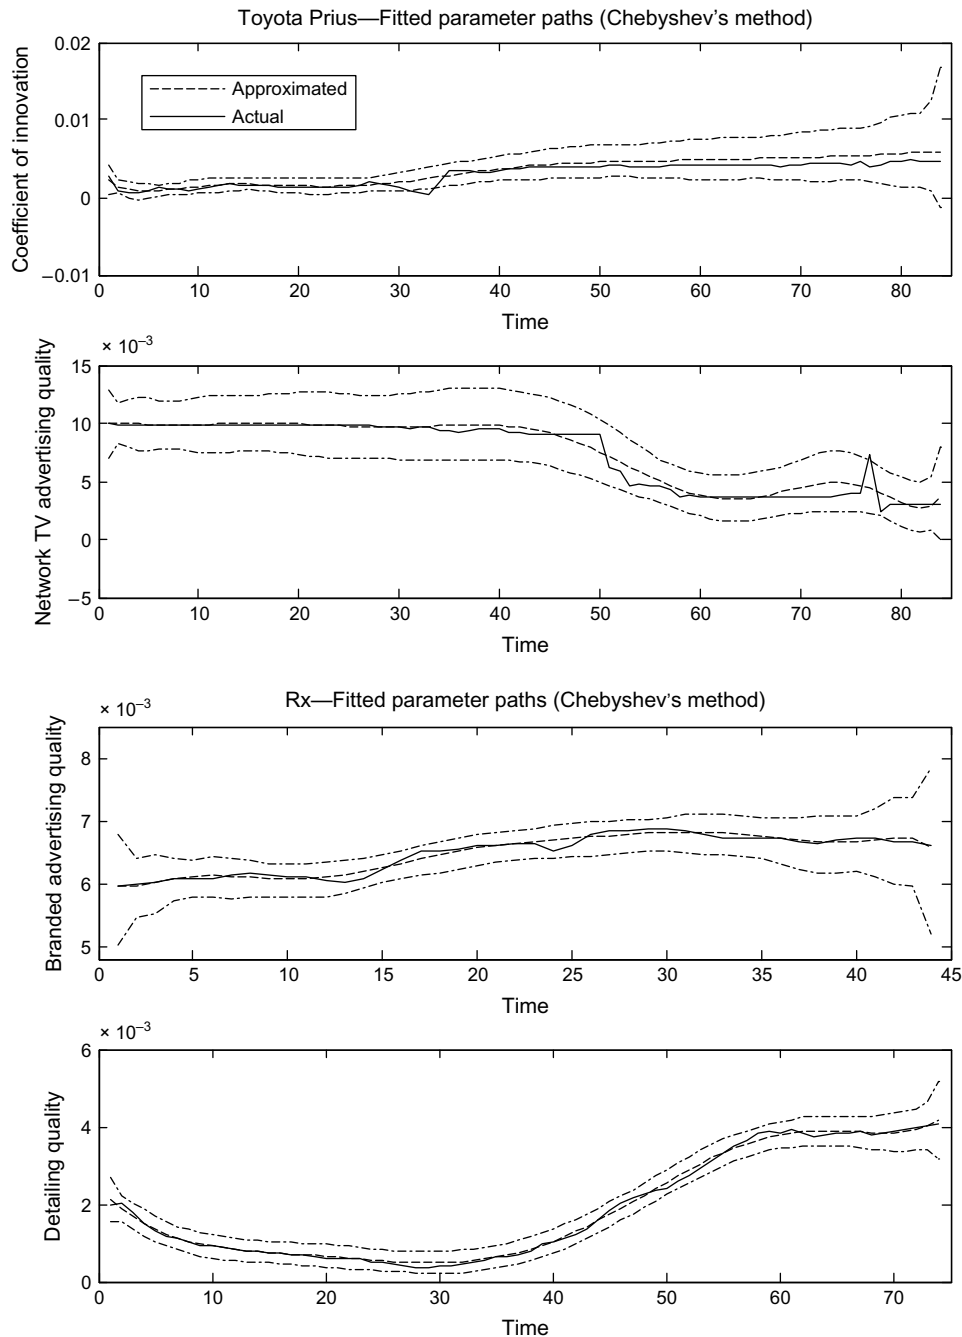 Toyota Prius—Fitted parameter paths (Chebyshev's method)
Coefficient of innovation
0.02
0.01
0
–0.01
Approximated
Actual
0 10 20 30 40 50 60 70 80
Time
× 10⁻³
Network TV advertising quality
15
10
5
0
–5
0 10 20 30 40 50 60 70 80
Time
Rx—Fitted parameter paths (Chebyshev's method)
× 10⁻³
Branded advertising quality
8
7
6
5
0 5 10 15 20 25 30 35 40 45
Time
× 10⁻³
Detailing quality
6
4
2
0
0 10 20 30 40 50 60 70
Time